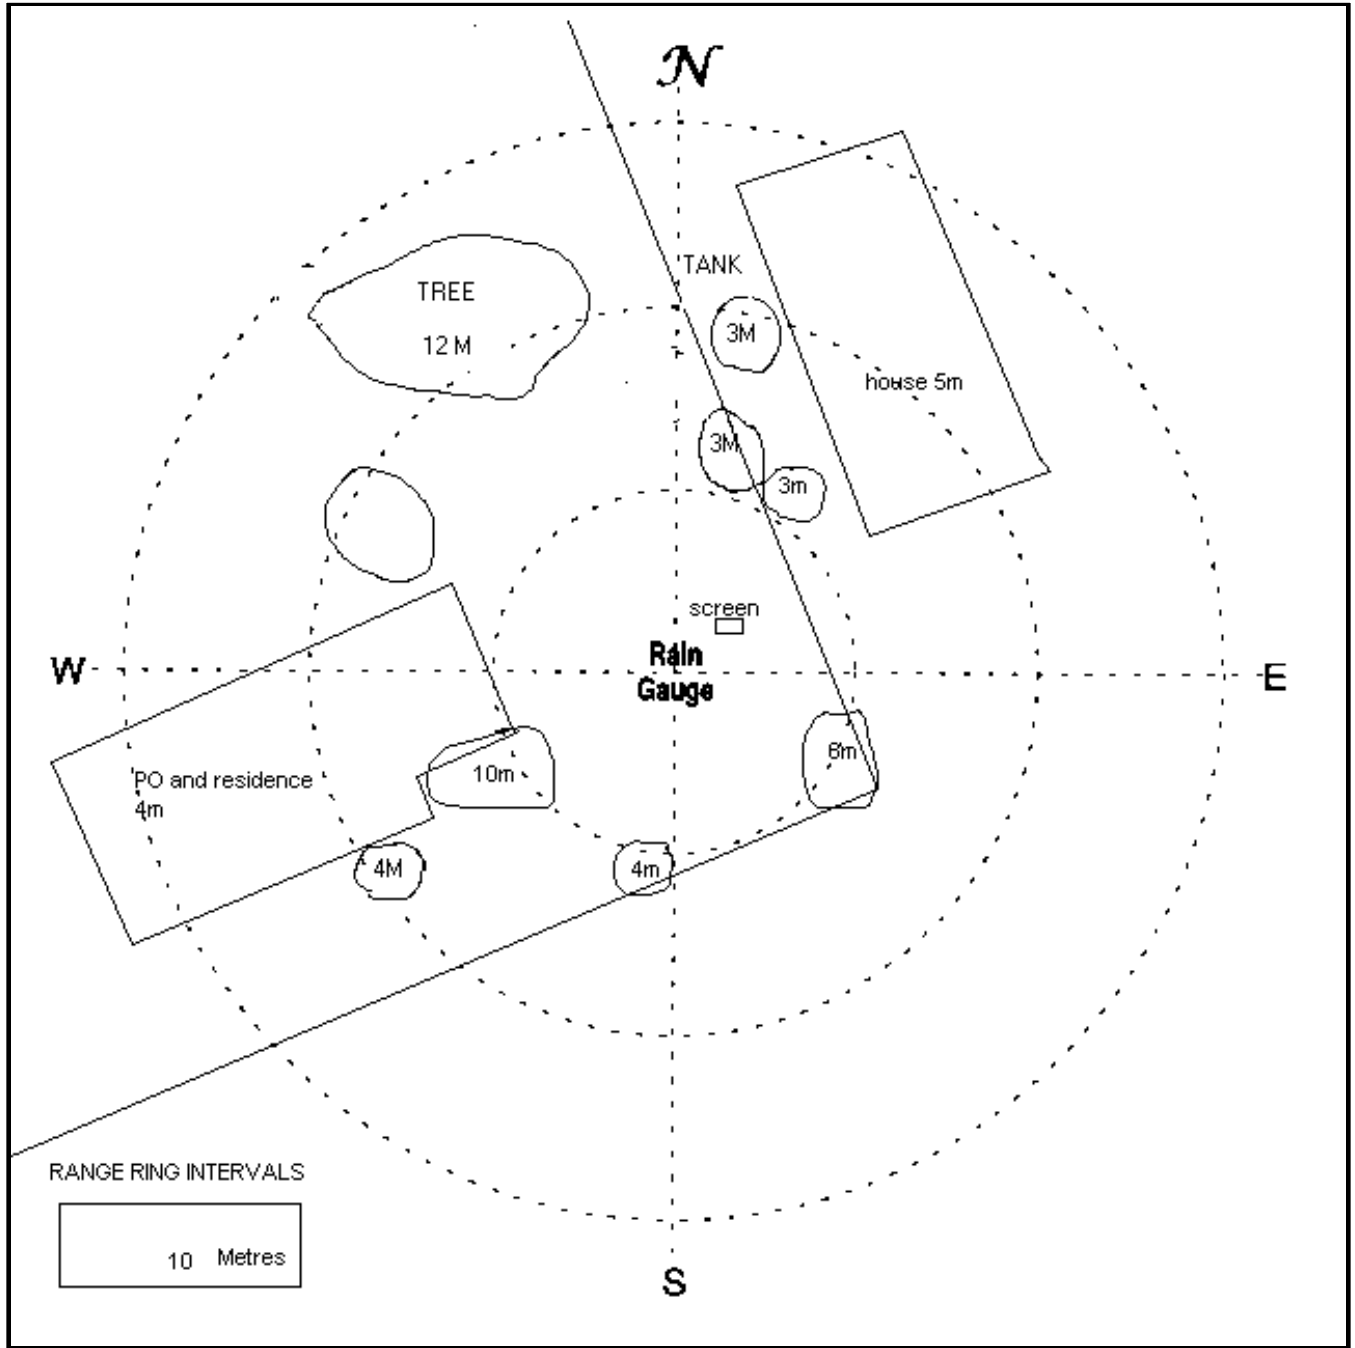 N
TANK
TREE
12 M
3M
house 5m
3M
3m
screen
Rain
Gauge
W
E
6m
10m
PO and residence
4m
4M
4m
RANGE RING INTERVALS
10 Metres
S